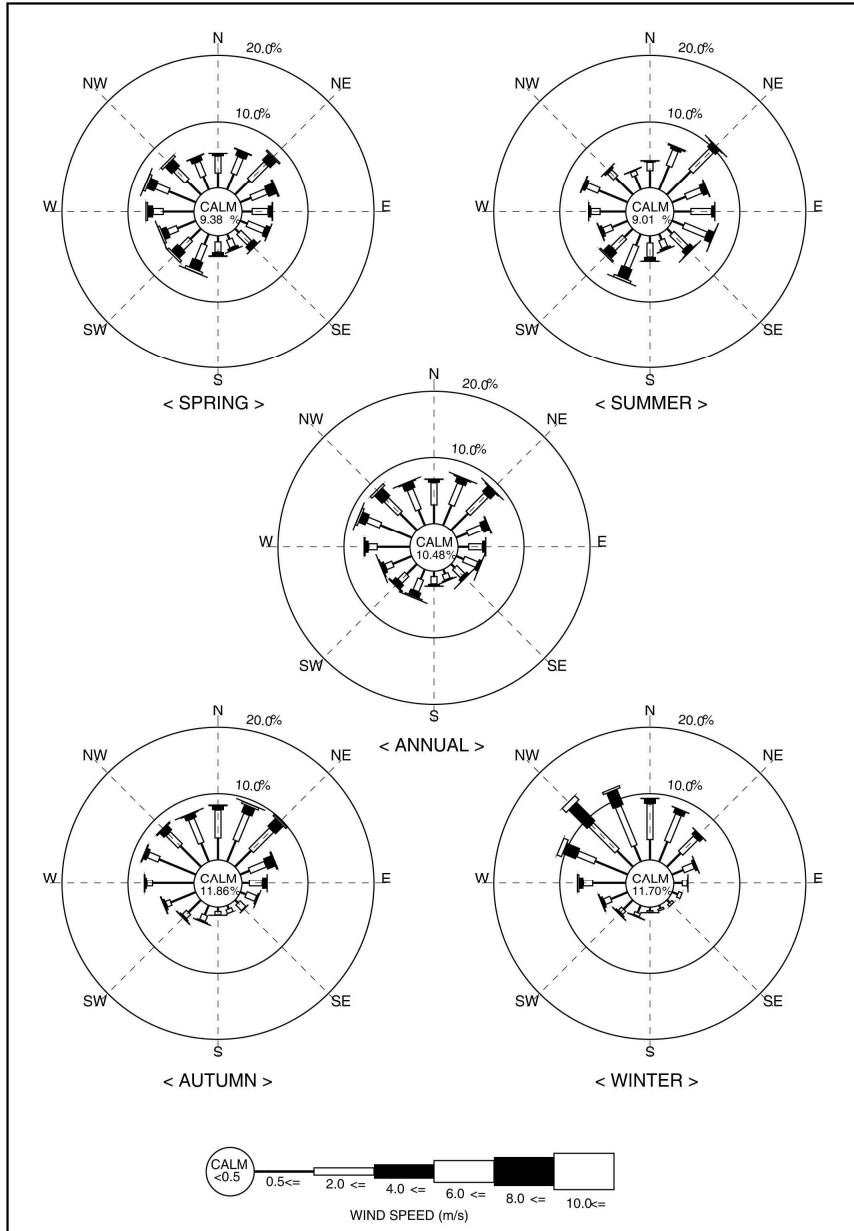 N
20.0%
NW
NE
10.0%
W
CALM
9.38 %
E
SW
SE
S
< SPRING >
N
20.0%
NW
NE
10.0%
W
CALM
9.01 %
E
SW
SE
S
< SUMMER >
N
20.0%
NW
NE
10.0%
W
CALM
10.48%
E
SW
SE
S
< ANNUAL >
N
20.0%
NW
NE
10.0%
W
CALM
11.86%
E
SW
SE
S
< AUTUMN >
N
20.0%
NW
NE
10.0%
W
CALM
11.70%
E
SW
SE
S
< WINTER >
CALM
<0.5
0.5<=
2.0 <=
4.0 <=
6.0 <=
8.0 <=
10.0<=
WIND SPEED (m/s)